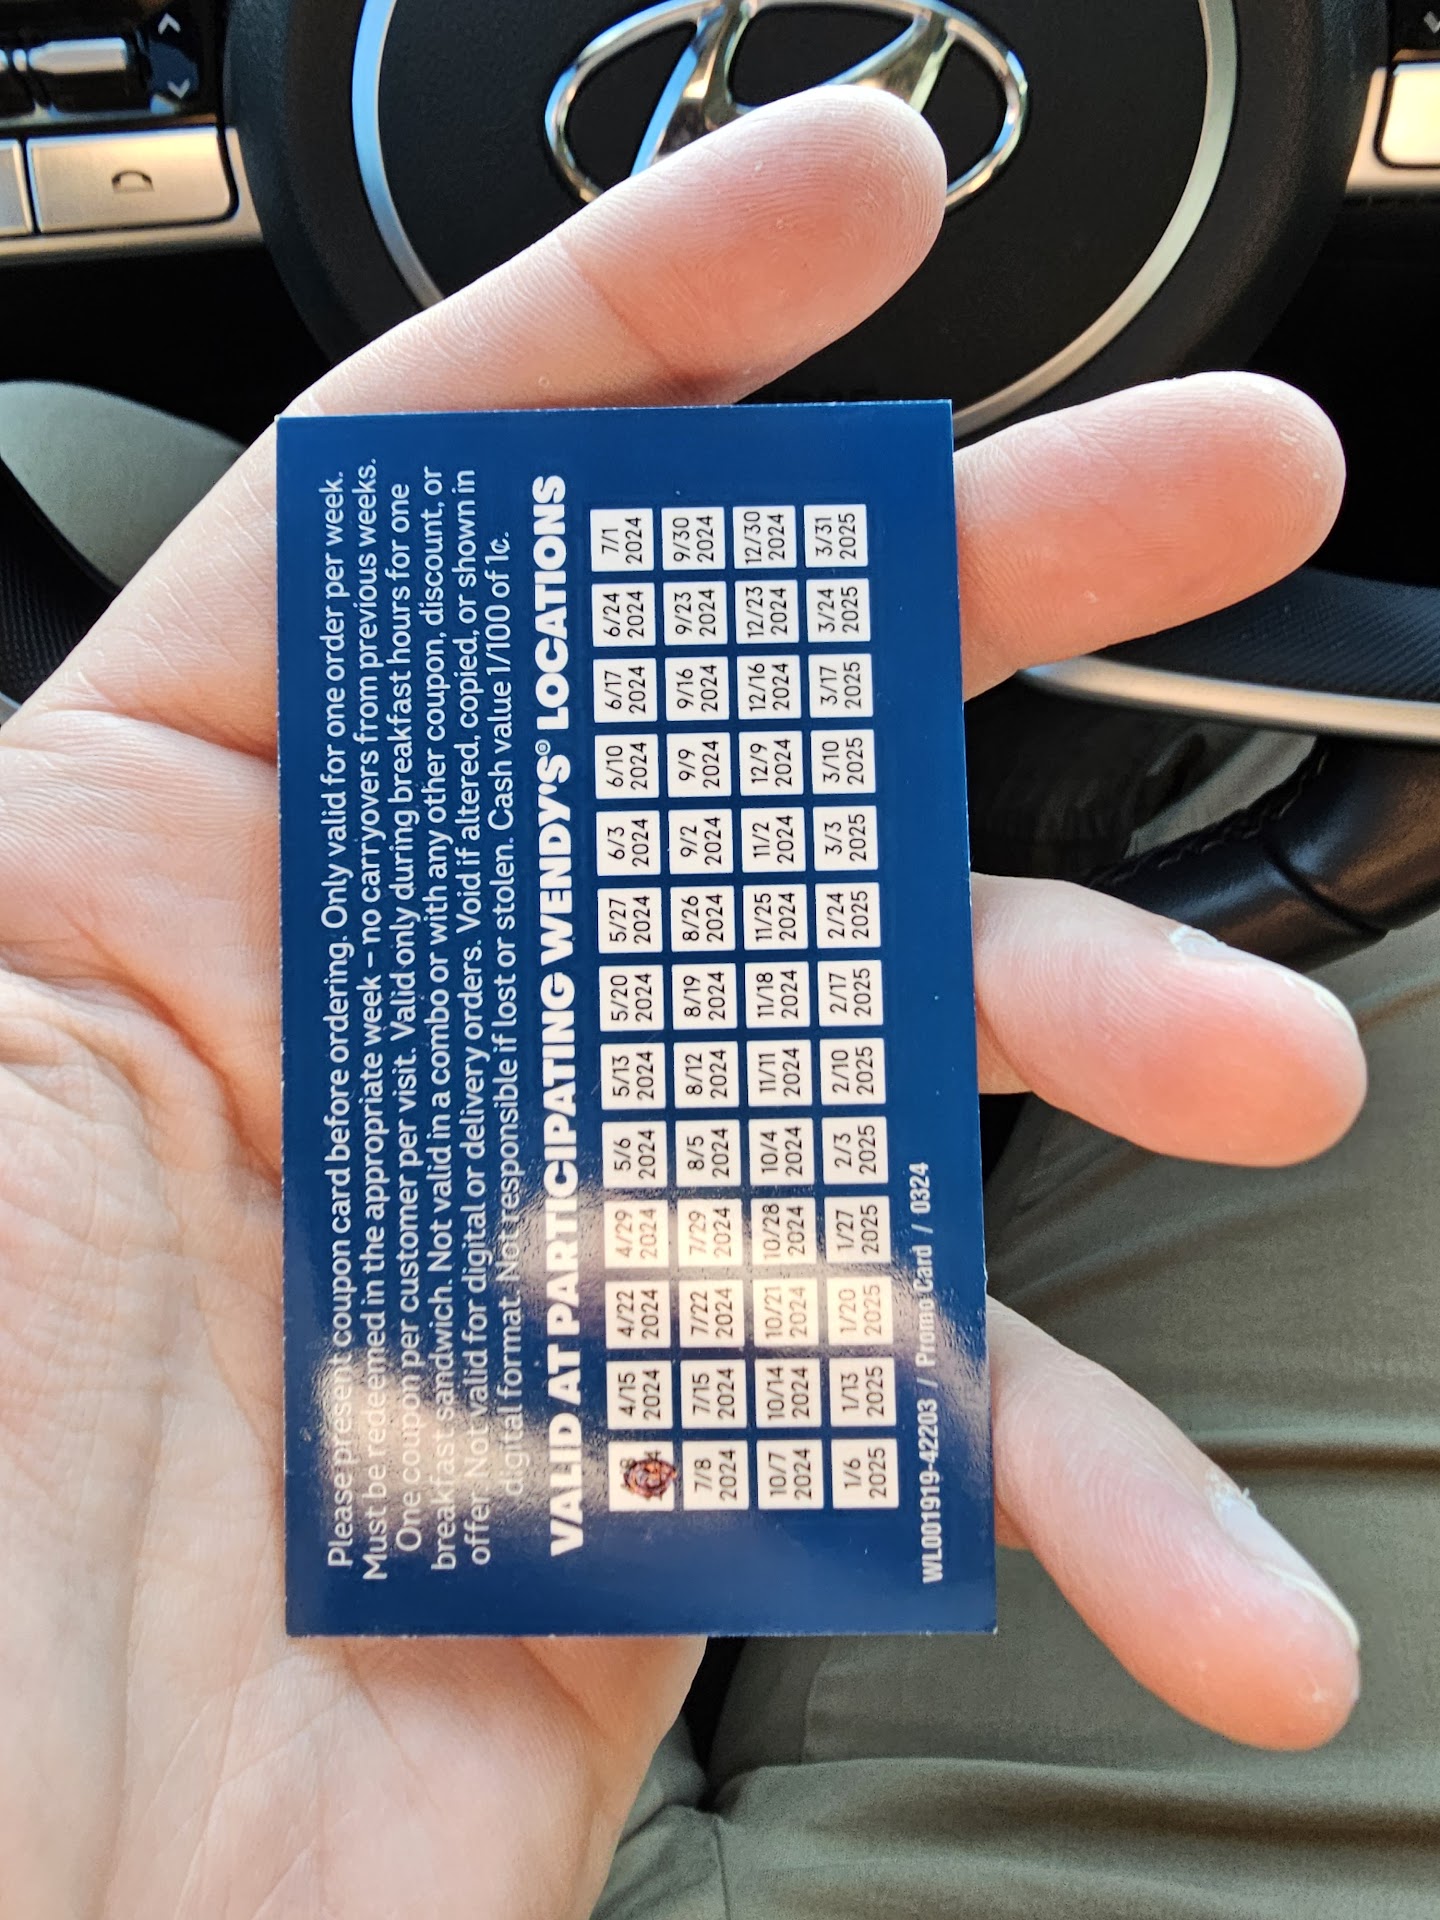 Please present coupon card before ordering. Only valid for one order per week.
Must be redeemed in the appropriate week – no carryovers from previous weeks.
One coupon per customer per visit. Valid only during breakfast hours for one
breakfast sandwich. Not valid in a combo or with any other coupon, discount, or
offer. Not valid for digital or delivery orders. Void if altered, copied, or shown in
digital format. Not responsible if lost or stolen. Cash value 1/100 of 1¢.
VALID AT PARTICIPATING WENDY'S® LOCATIONS
4/15 4/22 4/29 5/6 5/13 5/20 5/27 6/3 6/10 6/17 6/24 7/1
2024 2024 2024 2024 2024 2024 2024 2024 2024 2024 2024 2024
7/8 7/15 7/22 7/29 8/5 8/12 8/19 8/26 9/2 9/9 9/16 9/23 9/30
2024 2024 2024 2024 2024 2024 2024 2024 2024 2024 2024 2024 2024
10/7 10/14 10/21 10/28 10/4 11/11 11/18 11/25 11/2 12/9 12/16 12/23 12/30
2024 2024 2024 2024 2024 2024 2024 2024 2024 2024 2024 2024 2024
1/6 1/13 1/20 1/27 2/3 2/10 2/17 2/24 3/3 3/10 3/17 3/24 3/31
2025 2025 2025 2025 2025 2025 2025 2025 2025 2025 2025 2025 2025
WL001919-42203 / Promo Card / 0324